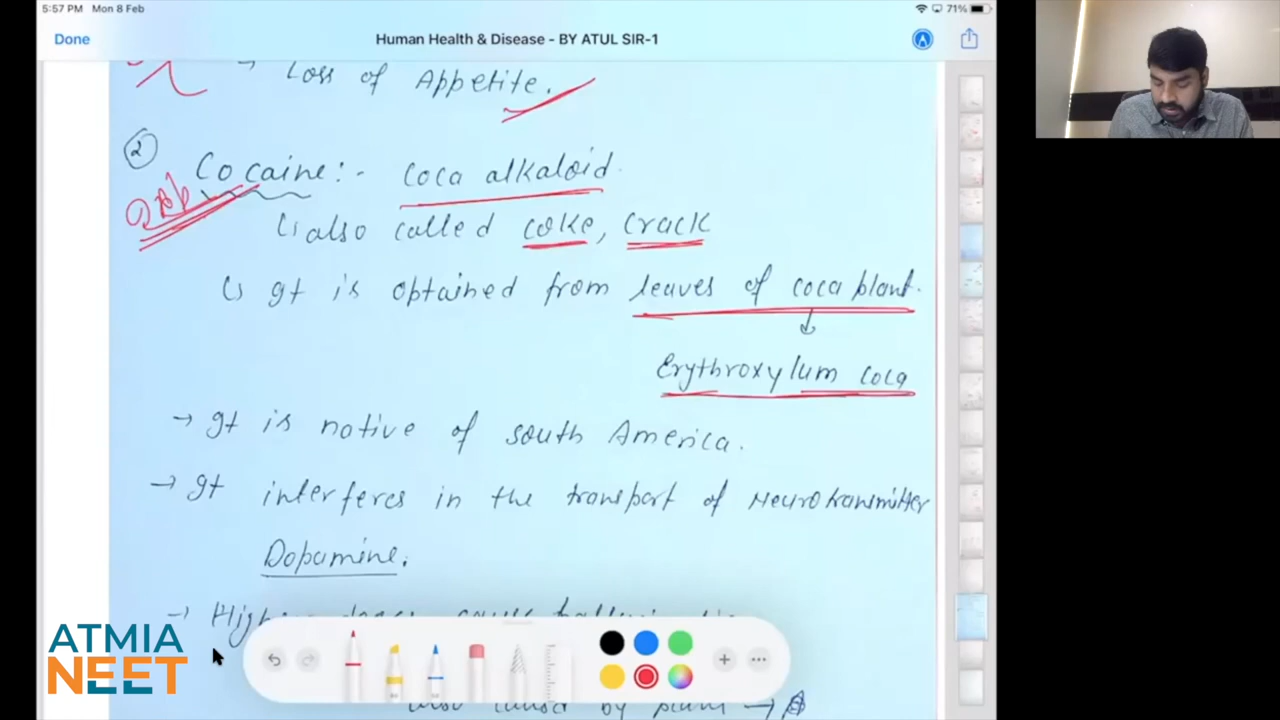 5:57 PM Mon 8 Feb
71%
Done
Human Health & Disease - BY ATUL SIR-1
→ Loss of Appetite.
2
Cocaine:- coca alkaloid.
↳ also called coke, crack
↳ It is obtained from leaves of coca plant.
↓
Erythroxylum coca
→ It is native of south America.
→ It interferes in the transport of Neurotransmitter
Dopamine.
→
ATMIA
NEET
by plant →